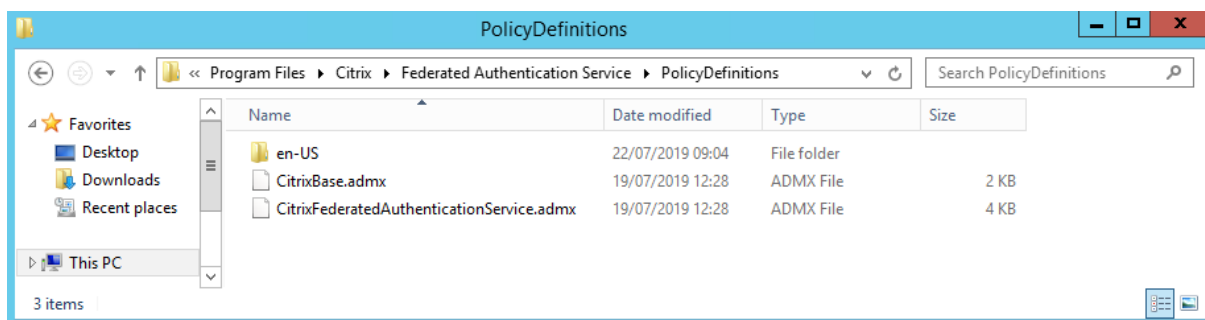 PolicyDefinitions
« Program Files ▸ Citrix ▸ Federated Authentication Service ▸ PolicyDefinitions
Search PolicyDefinitions
Favorites
Desktop
Downloads
Recent places
This PC
Name Date modified Type Size
en-US 22/07/2019 09:04 File folder
CitrixBase.admx 19/07/2019 12:28 ADMX File 2 KB
CitrixFederatedAuthenticationService.admx 19/07/2019 12:28 ADMX File 4 KB
3 items